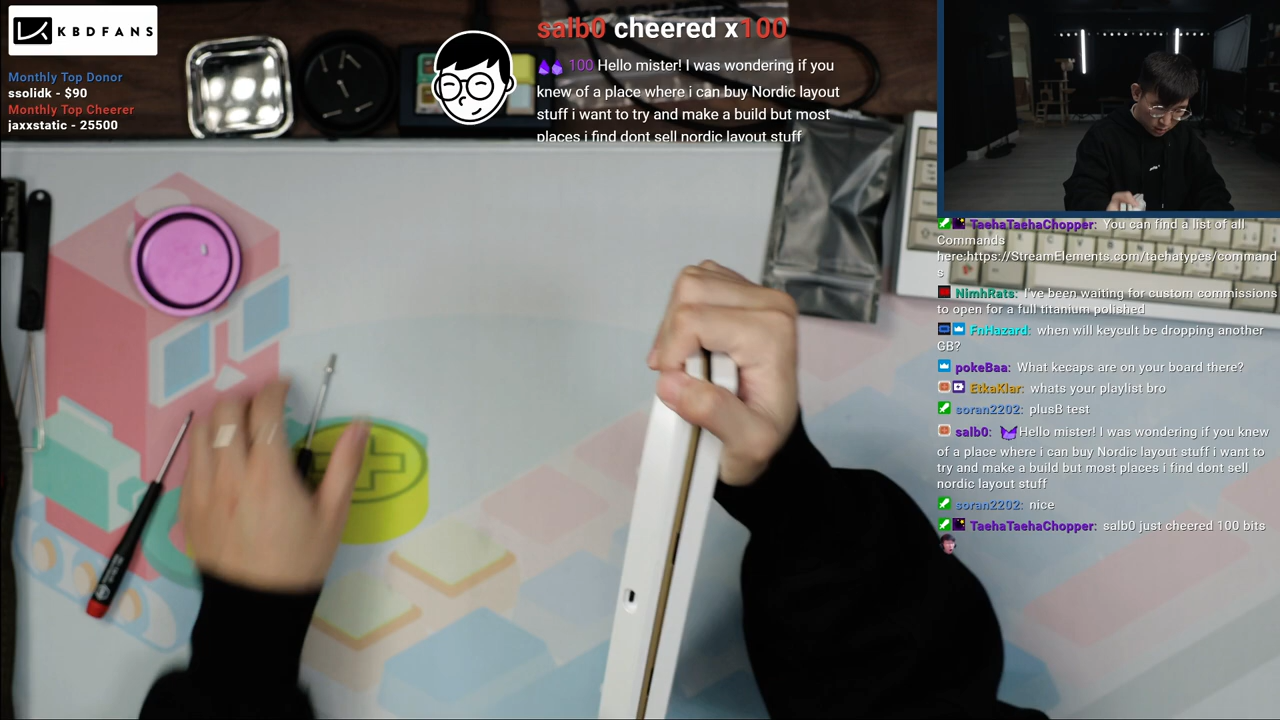 KBDFANS
Monthly Top Donor
ssolidk - $90
Monthly Top Cheerer
jaxxstatic - 25500
salb0 cheered x100
100 Hello mister! I was wondering if you
knew of a place where i can buy Nordic layout
stuff i want to try and make a build but most
places i find dont sell nordic layout stuff
TaehaTaehaChopper: You can find a list of all
Commands
here:https://StreamElements.com/taehatypes/command
s
NimhRats: I've been waiting for custom commissions
to open for a full titanium polished
FnHazard: when will keycult be dropping another
GB?
pokeBaa: What kecaps are on your board there?
EtkaKlar: whats your playlist bro
soran2202: plusB test
salb0: Hello mister! I was wondering if you knew
of a place where i can buy Nordic layout stuff i want to
try and make a build but most places i find dont sell
nordic layout stuff
soran2202: nice
TaehaTaehaChopper: salb0 just cheered 100 bits